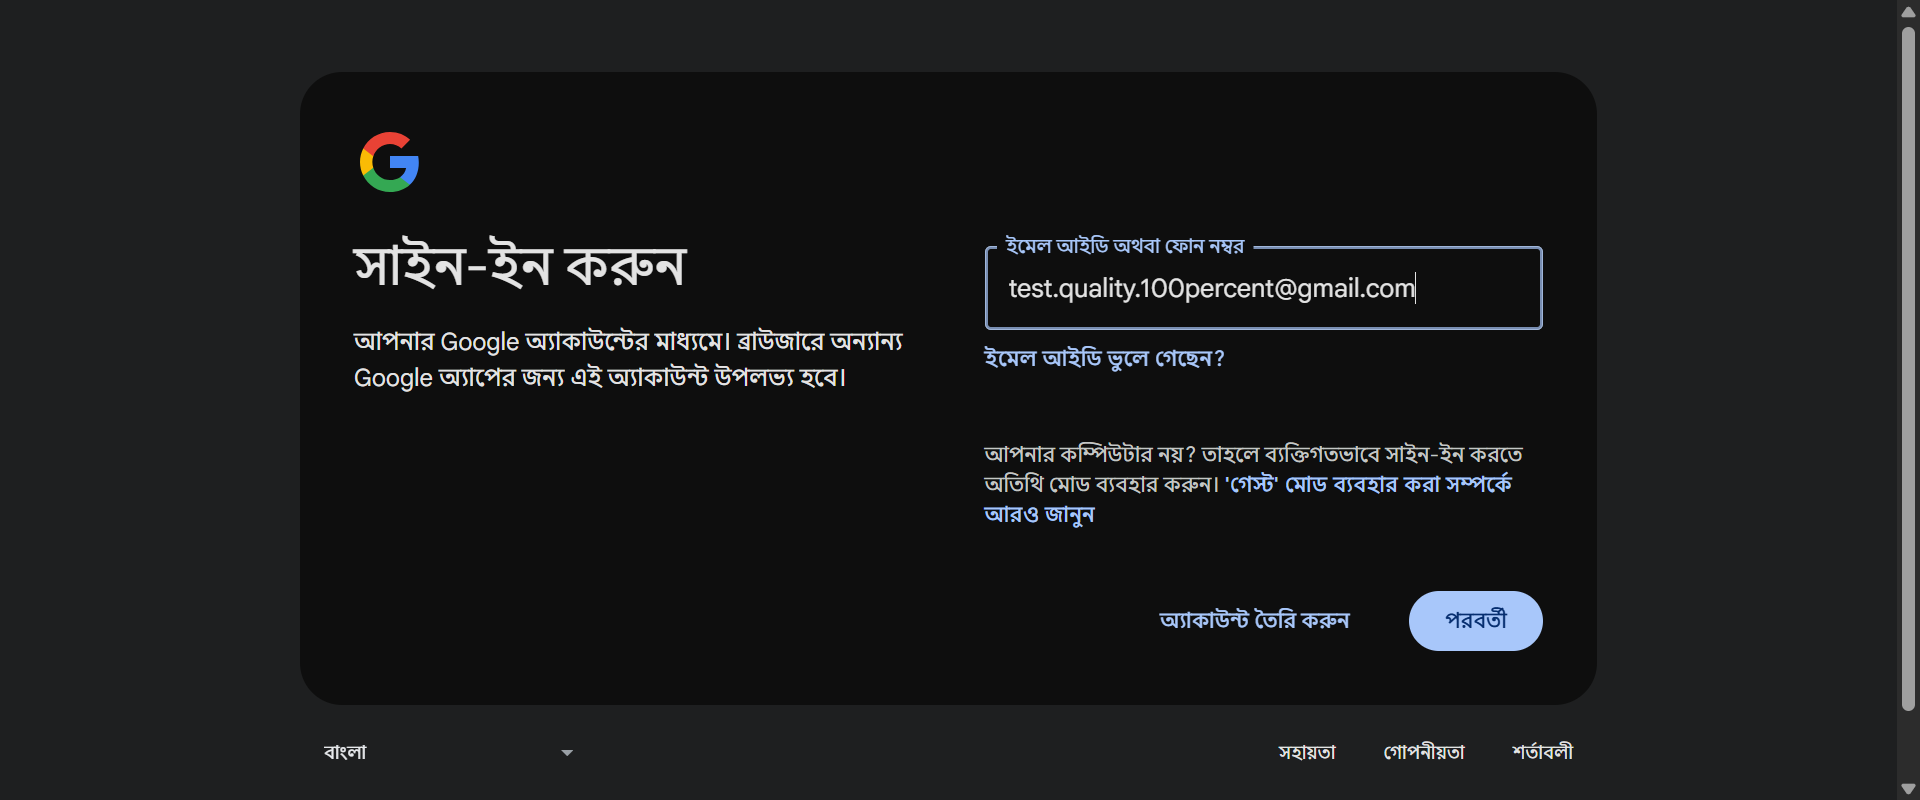 সাইন-ইন করুন
আপনার Google অ্যাকাউন্টের মাধ্যমে। ব্রাউজারে অন্যান্য
Google অ্যাপের জন্য এই অ্যাকাউন্ট উপলভ্য হবে।
ইমেল আইডি অথবা ফোন নম্বর
test.quality.100percent@gmail.com
ইমেল আইডি ভুলে গেছেন?
আপনার কম্পিউটার নয়? তাহলে ব্যক্তিগতভাবে সাইন-ইন করতে
অতিথি মোড ব্যবহার করুন। 'গেস্ট' মোড ব্যবহার করা সম্পর্কে
আরও জানুন
অ্যাকাউন্ট তৈরি করুন
পরবর্তী
বাংলা
সহায়তা
গোপনীয়তা
শর্তাবলী